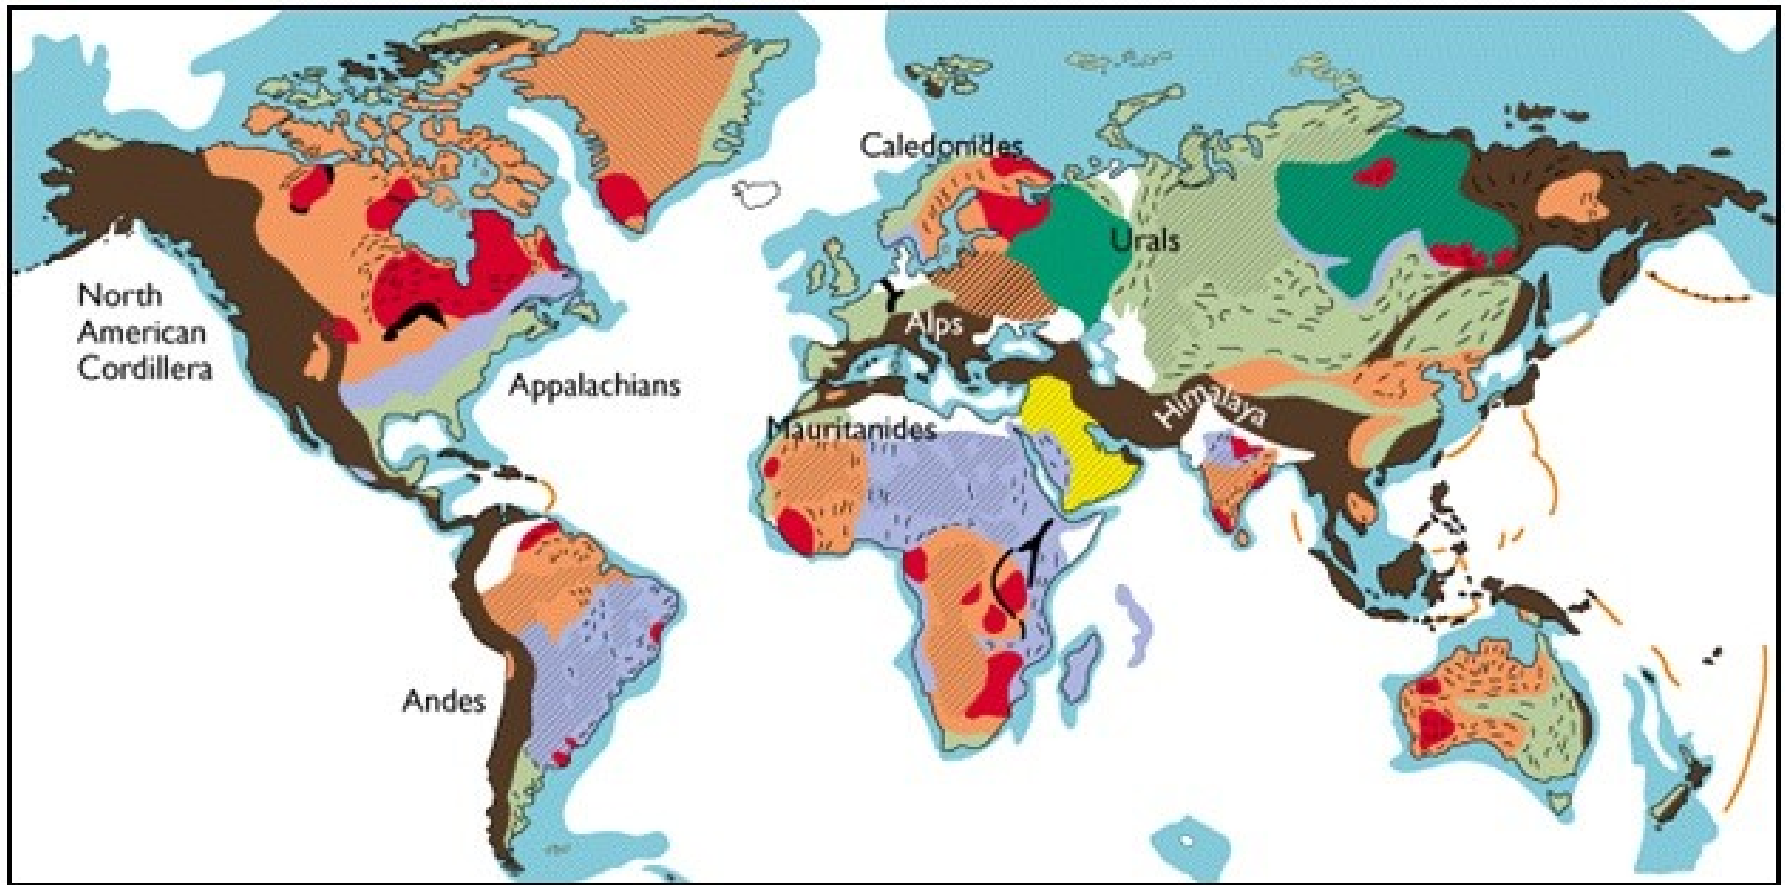 Caledonides
Urals
North
American
Cordillera
Alps
Appalachians
Himalaya
Mauritanides
Andes